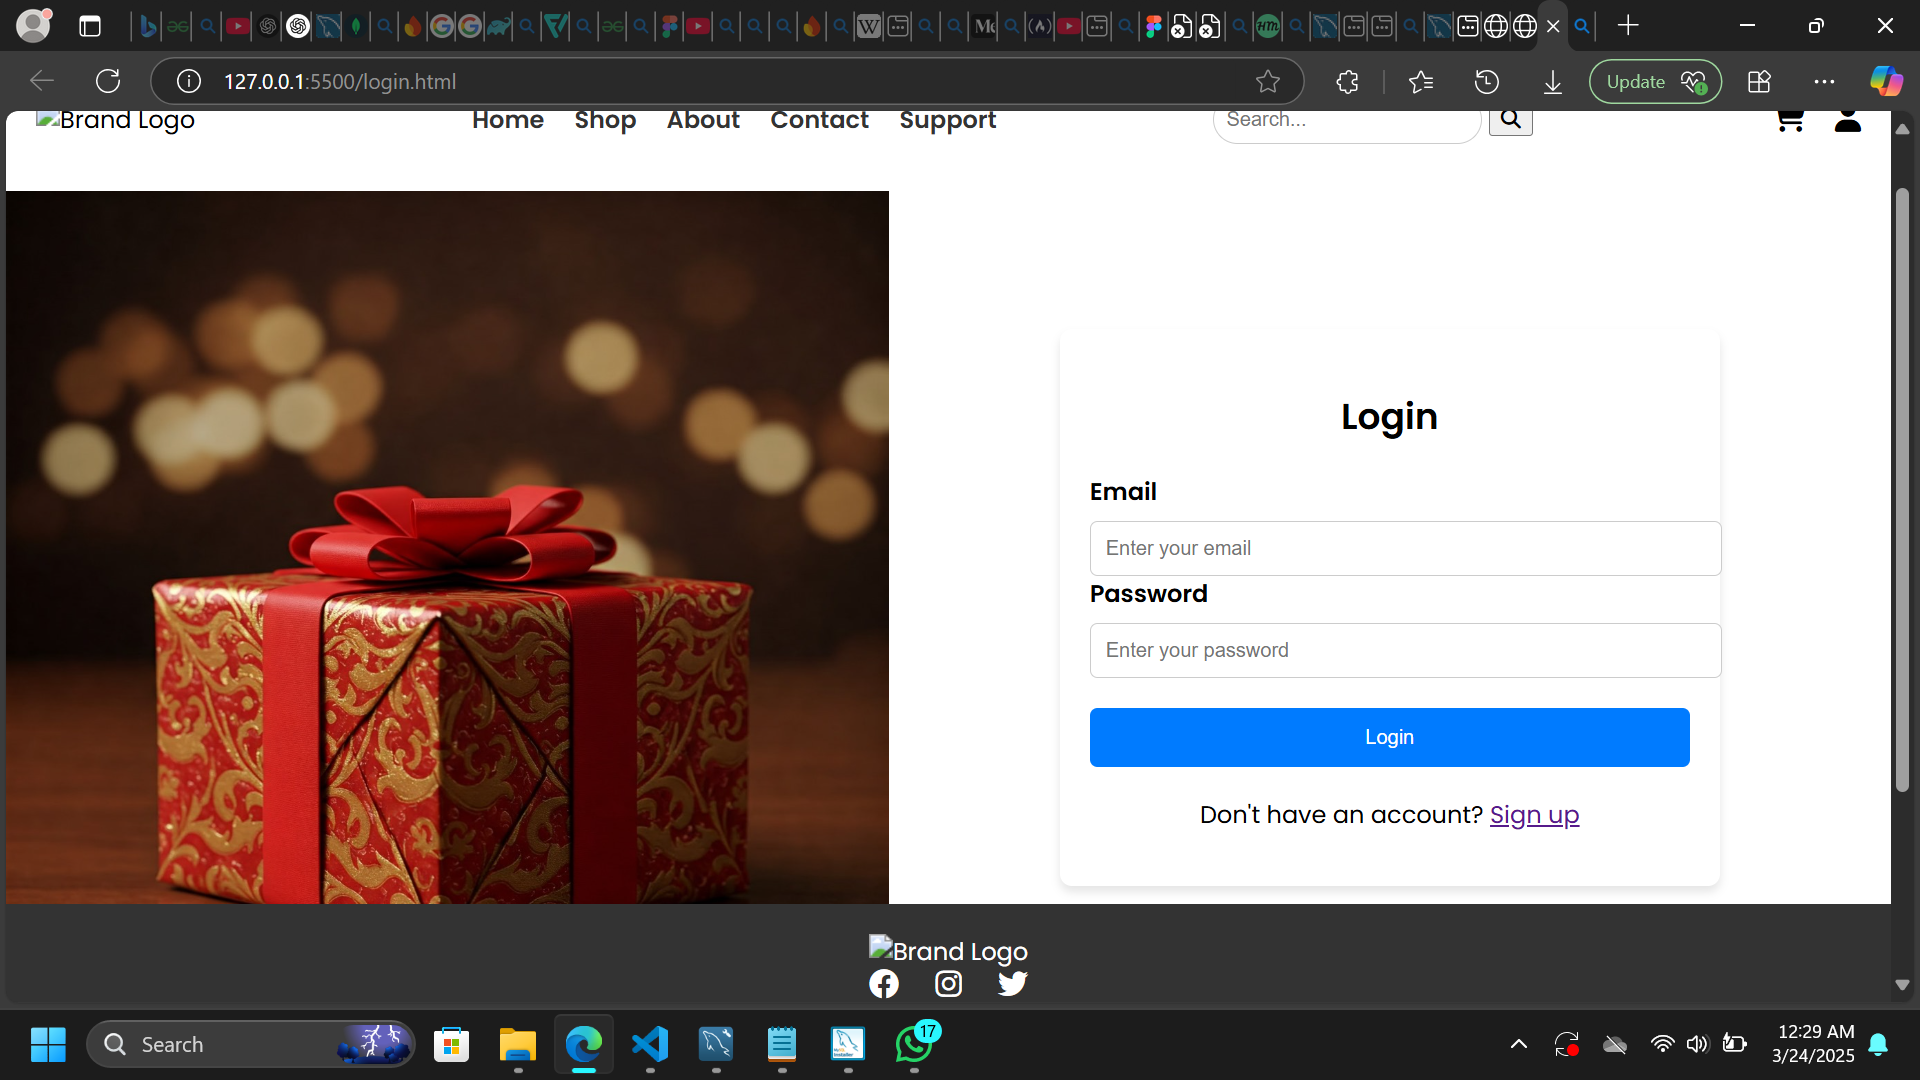 127.0.0.1:5500/login.html
Update
Brand Logo
Home Shop About Contact Support
Search...
Login
Email
Enter your email
Password
Enter your password
Login
Don't have an account? Sign up
Brand Logo
Search
17
12:29 AM
3/24/2025